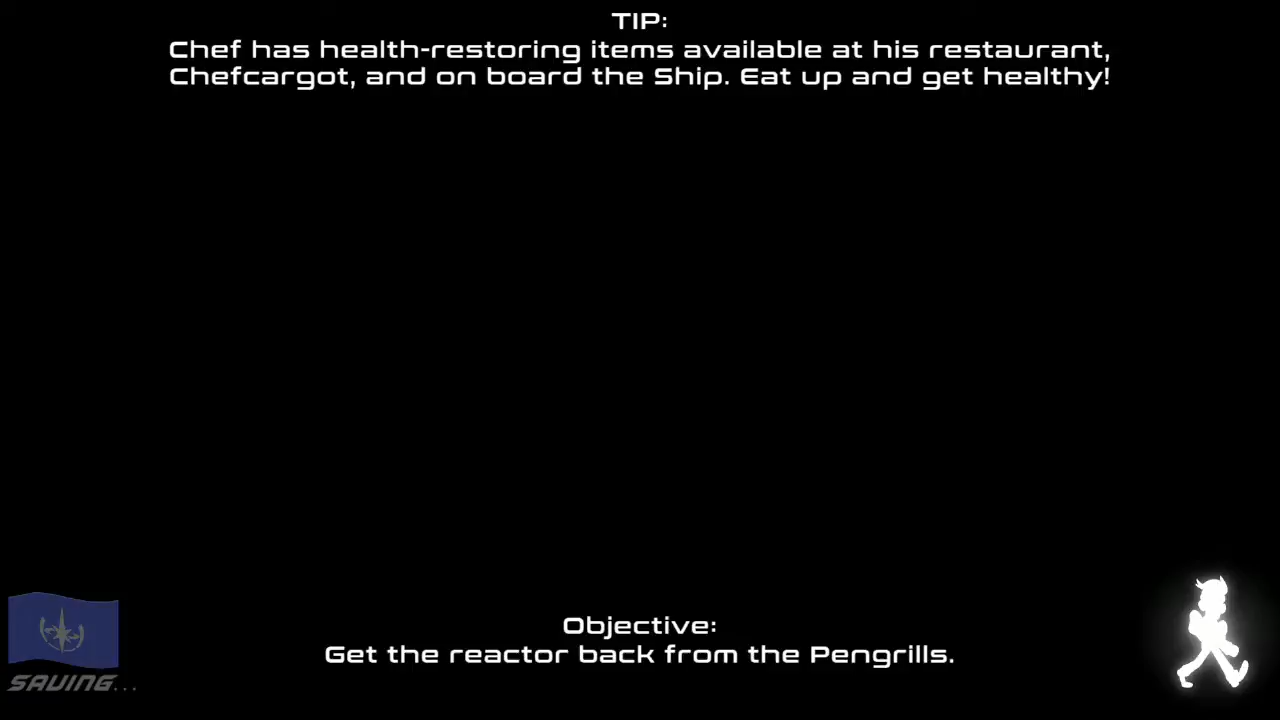 TIP:
Chef has health-restoring items available at his restaurant,
Chefcargot, and on board the Ship. Eat up and get healthy!
Objective:
Get the reactor back from the Pengrills.
SAVING...